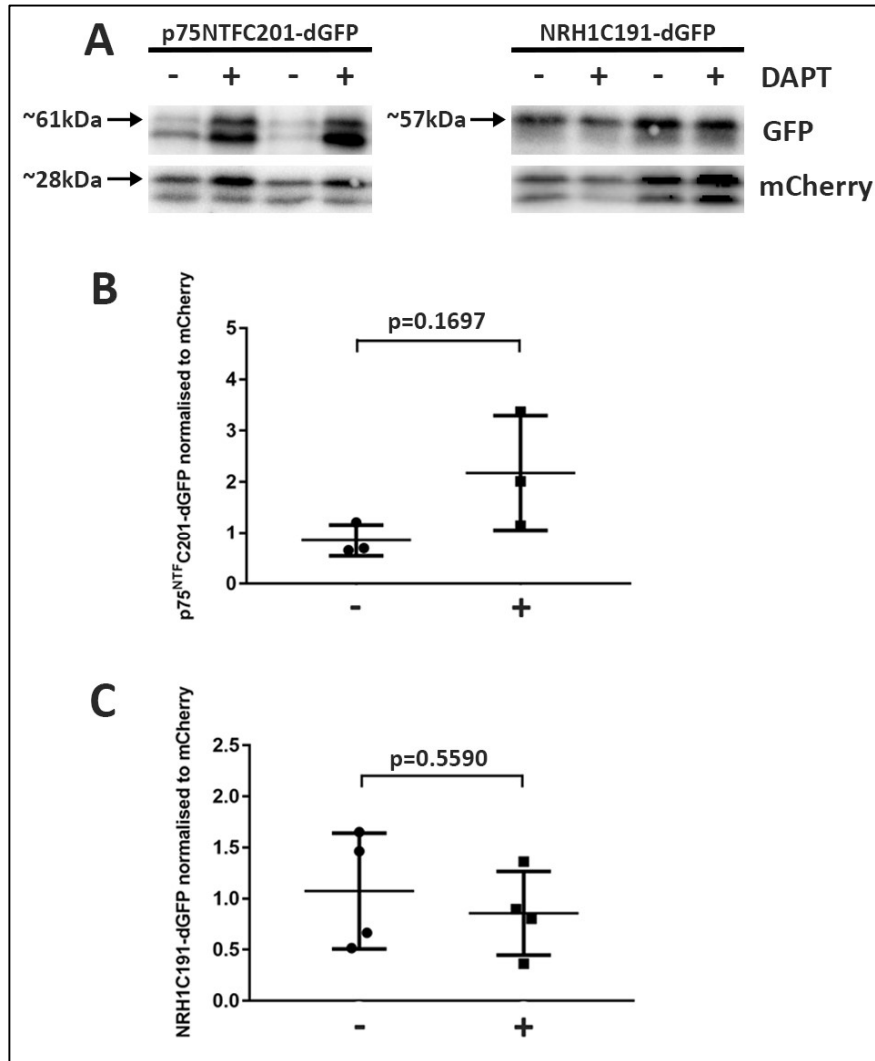 A
p75NTFC201-dGFP NRH1C191-dGFP
- + - + - + - + DAPT
~61kDa ~57kDa GFP
~28kDa mCherry
B
p75NTFC201-dGFP normalised to mCherry
p=0.1697
5
4
3
2
1
0
- +
C
NRH1C191-dGFP normalised to mCherry
p=0.5590
2.5
2.0
1.5
1.0
0.5
0.0
- +